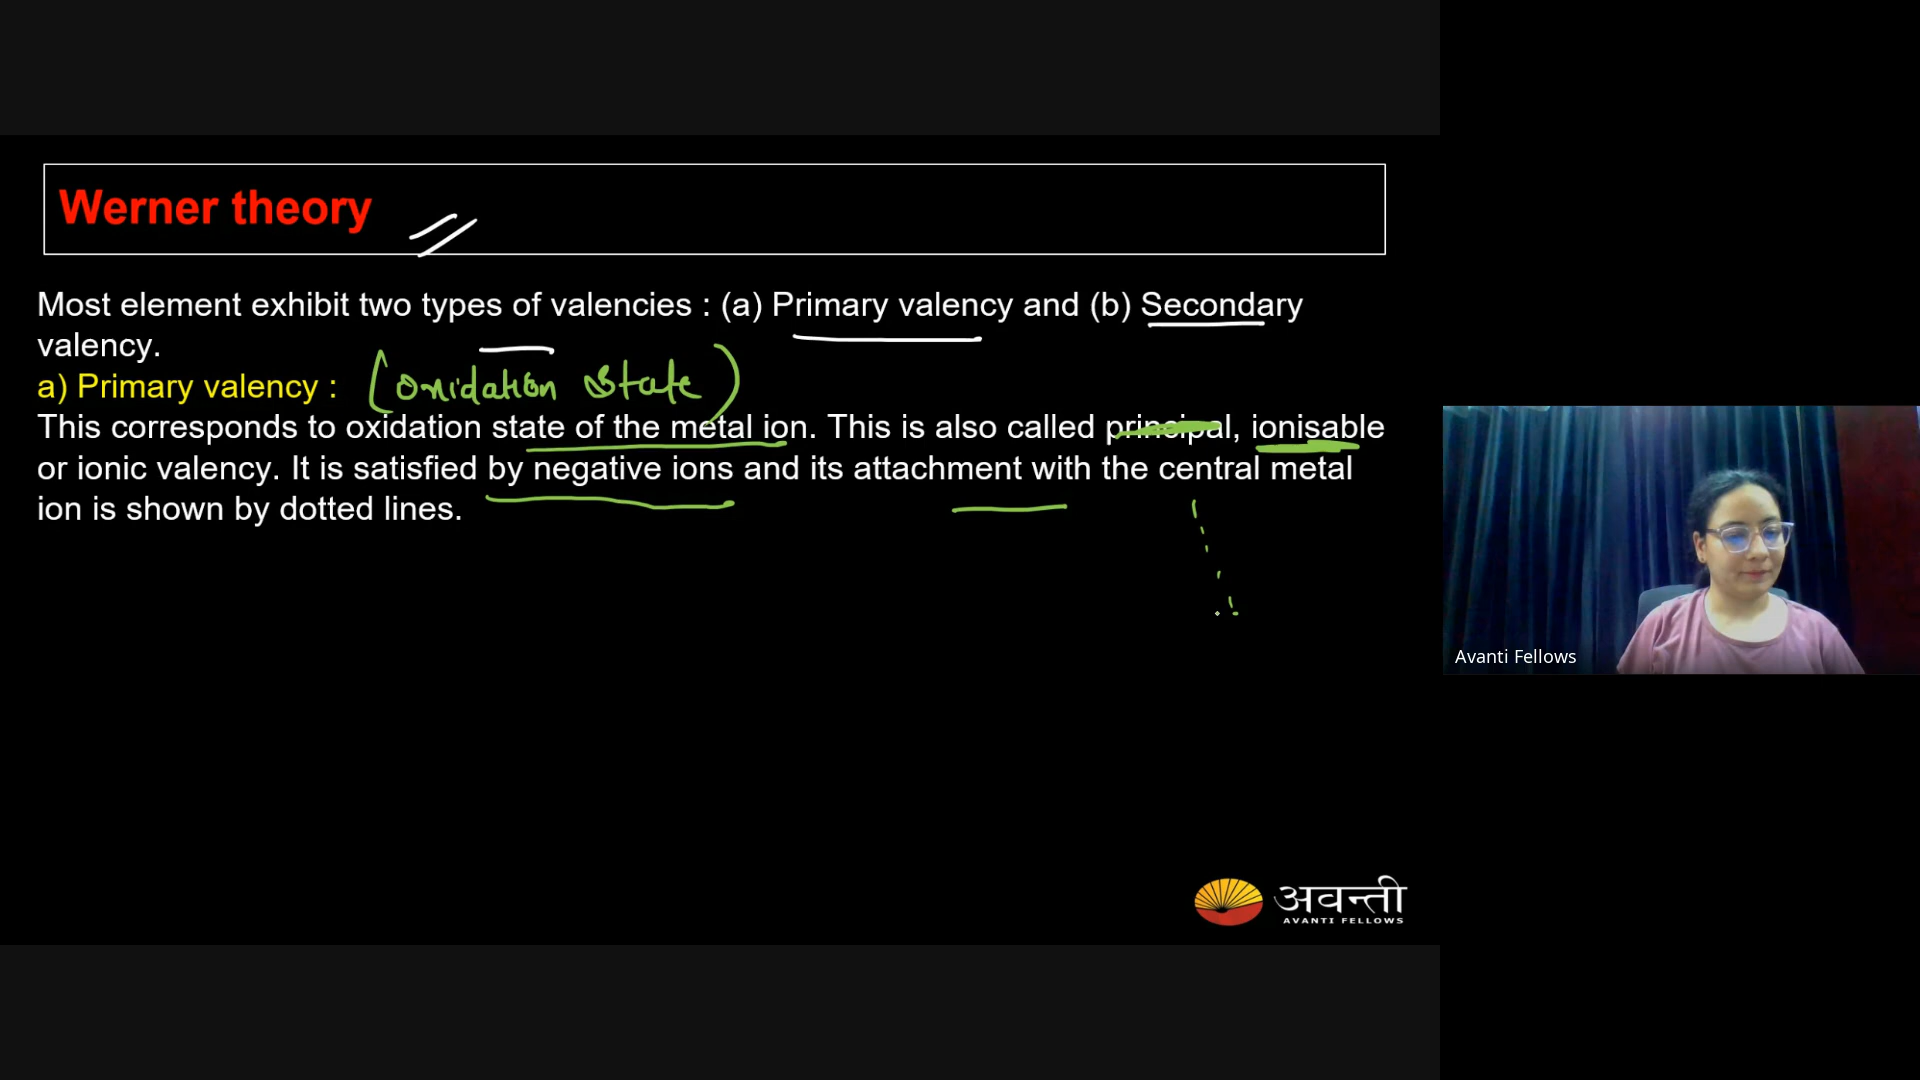 Werner theory
Most element exhibit two types of valencies : (a) Primary valency and (b) Secondary
valency.
a) Primary valency : (Oxidation State)
This corresponds to oxidation state of the metal ion. This is also called principal, ionisable
or ionic valency. It is satisfied by negative ions and its attachment with the central metal
ion is shown by dotted lines.
Avanti Fellows
अवन्ती
AVANTI FELLOWS